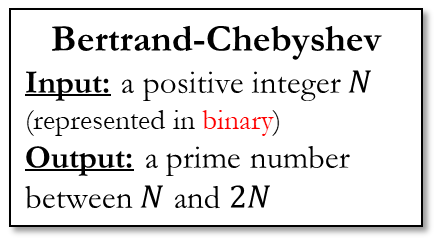 Bertrand-Chebyshev
Input: a positive integer N
(represented in binary)
Output: a prime number
between N and 2N